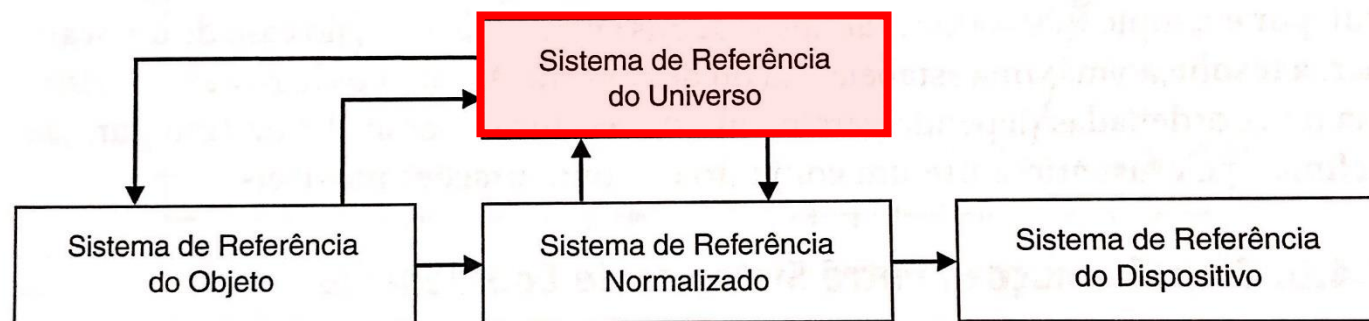 Sistema de Referência
do Universo
Sistema de Referência
do Objeto
Sistema de Referência
Normalizado
Sistema de Referência
do Dispositivo